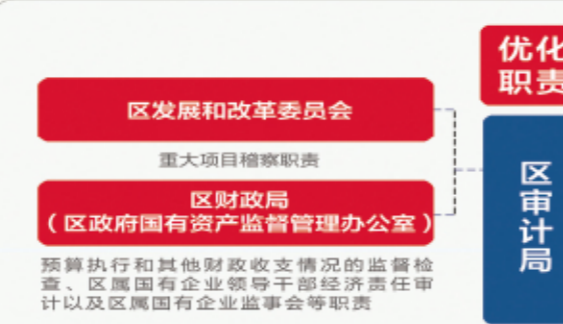 优化
职责
区发展和改革委员会
重大项目稽察职责
区财政局
（区政府国有资产监督管理办公室）
预算执行和其他财政收支情况的监督检
查、区属国有企业领导干部经济责任审
计以及区属国有企业监事会等职责
区审计局